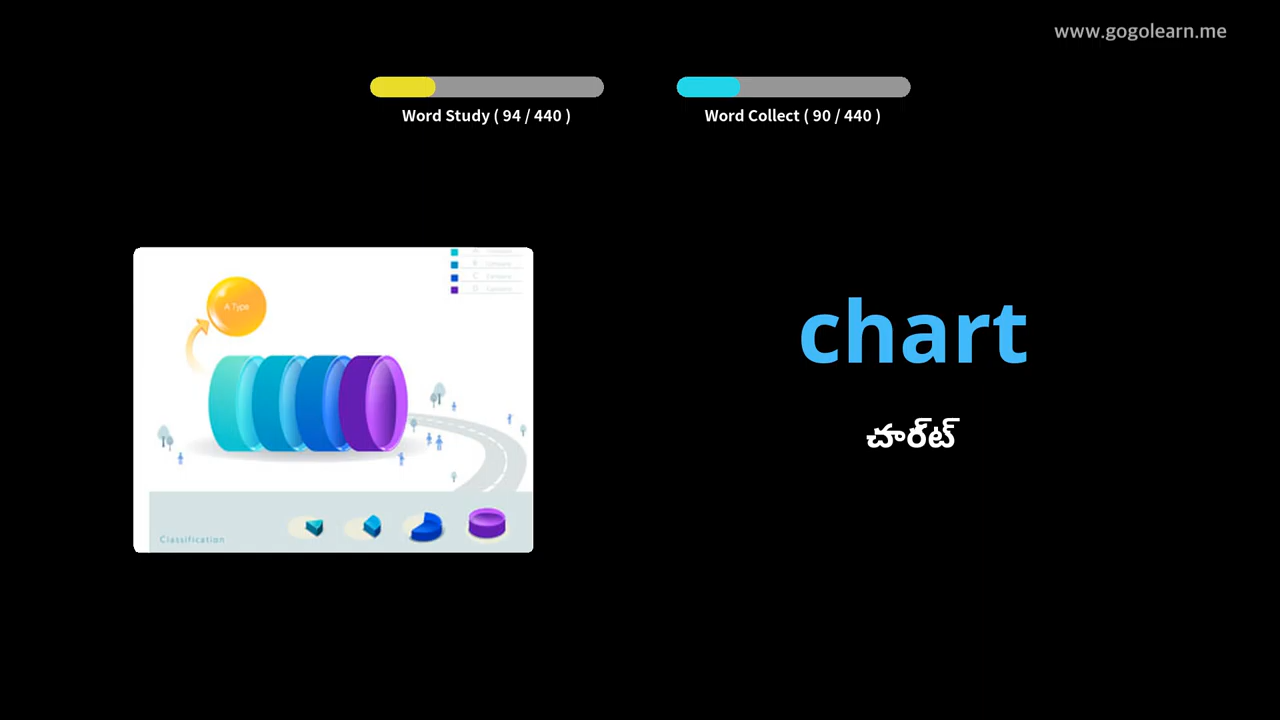 www.gogolearn.me
Word Study ( 94 / 440 )
Word Collect ( 90 / 440 )
A Type
C
chart
చార్ట్
Classification